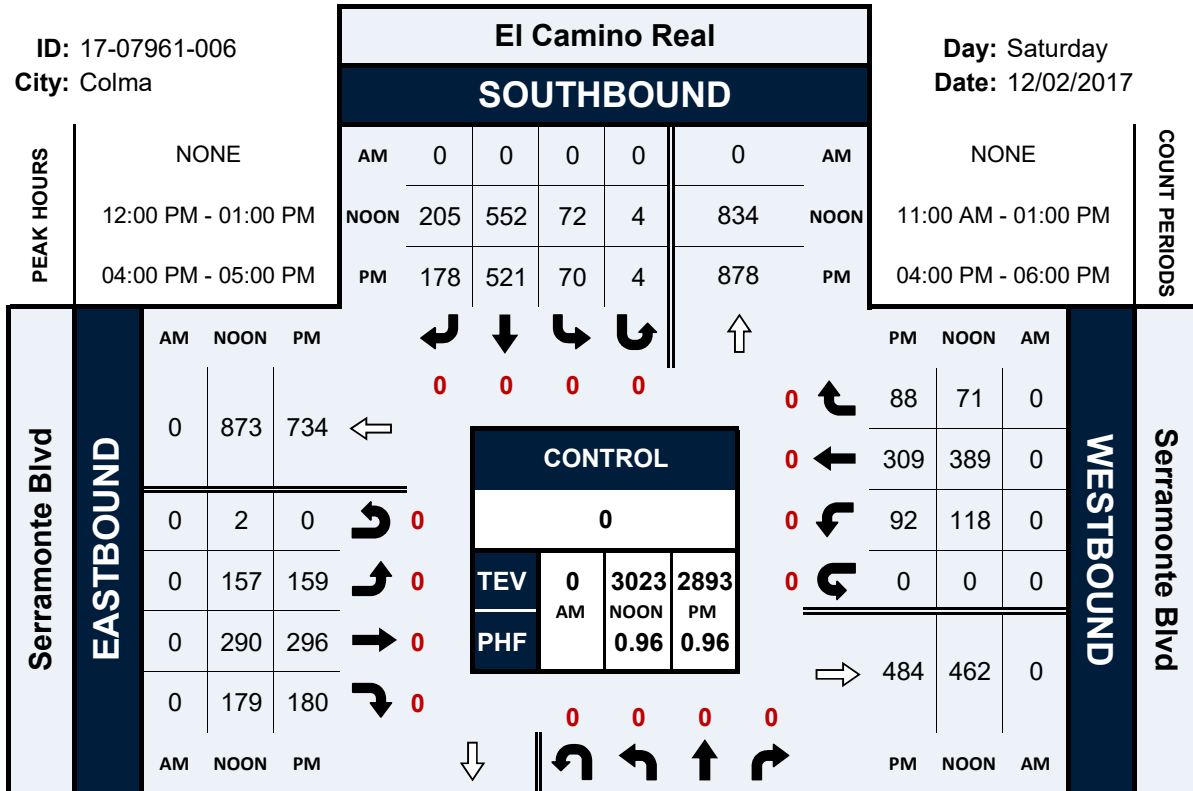 ID: 17-07961-006
City: Colma
El Camino Real
SOUTHBOUND
Day: Saturday
Date: 12/02/2017
PEAK HOURS
NONE
12:00 PM - 01:00 PM
04:00 PM - 05:00 PM
AM 0 0 0 0 0 AM
NOON 205 552 72 4 834 NOON
PM 178 521 70 4 878 PM
NONE
11:00 AM - 01:00 PM
04:00 PM - 06:00 PM
COUNT PERIODS
0 0 0 0
Serramonte Blvd
EASTBOUND
AM NOON PM
0 873 734
0 2 0 0
0 157 159 0
0 290 296 0
0 179 180 0
AM NOON PM
CONTROL
0
TEV 0 3023 2893
AM NOON PM
PHF 0.96 0.96
0 0 0 0
PM NOON AM
0 88 71 0
0 309 389 0
0 92 118 0
0 0 0 0
484 462 0
PM NOON AM
WESTBOUND
Serramonte Blvd